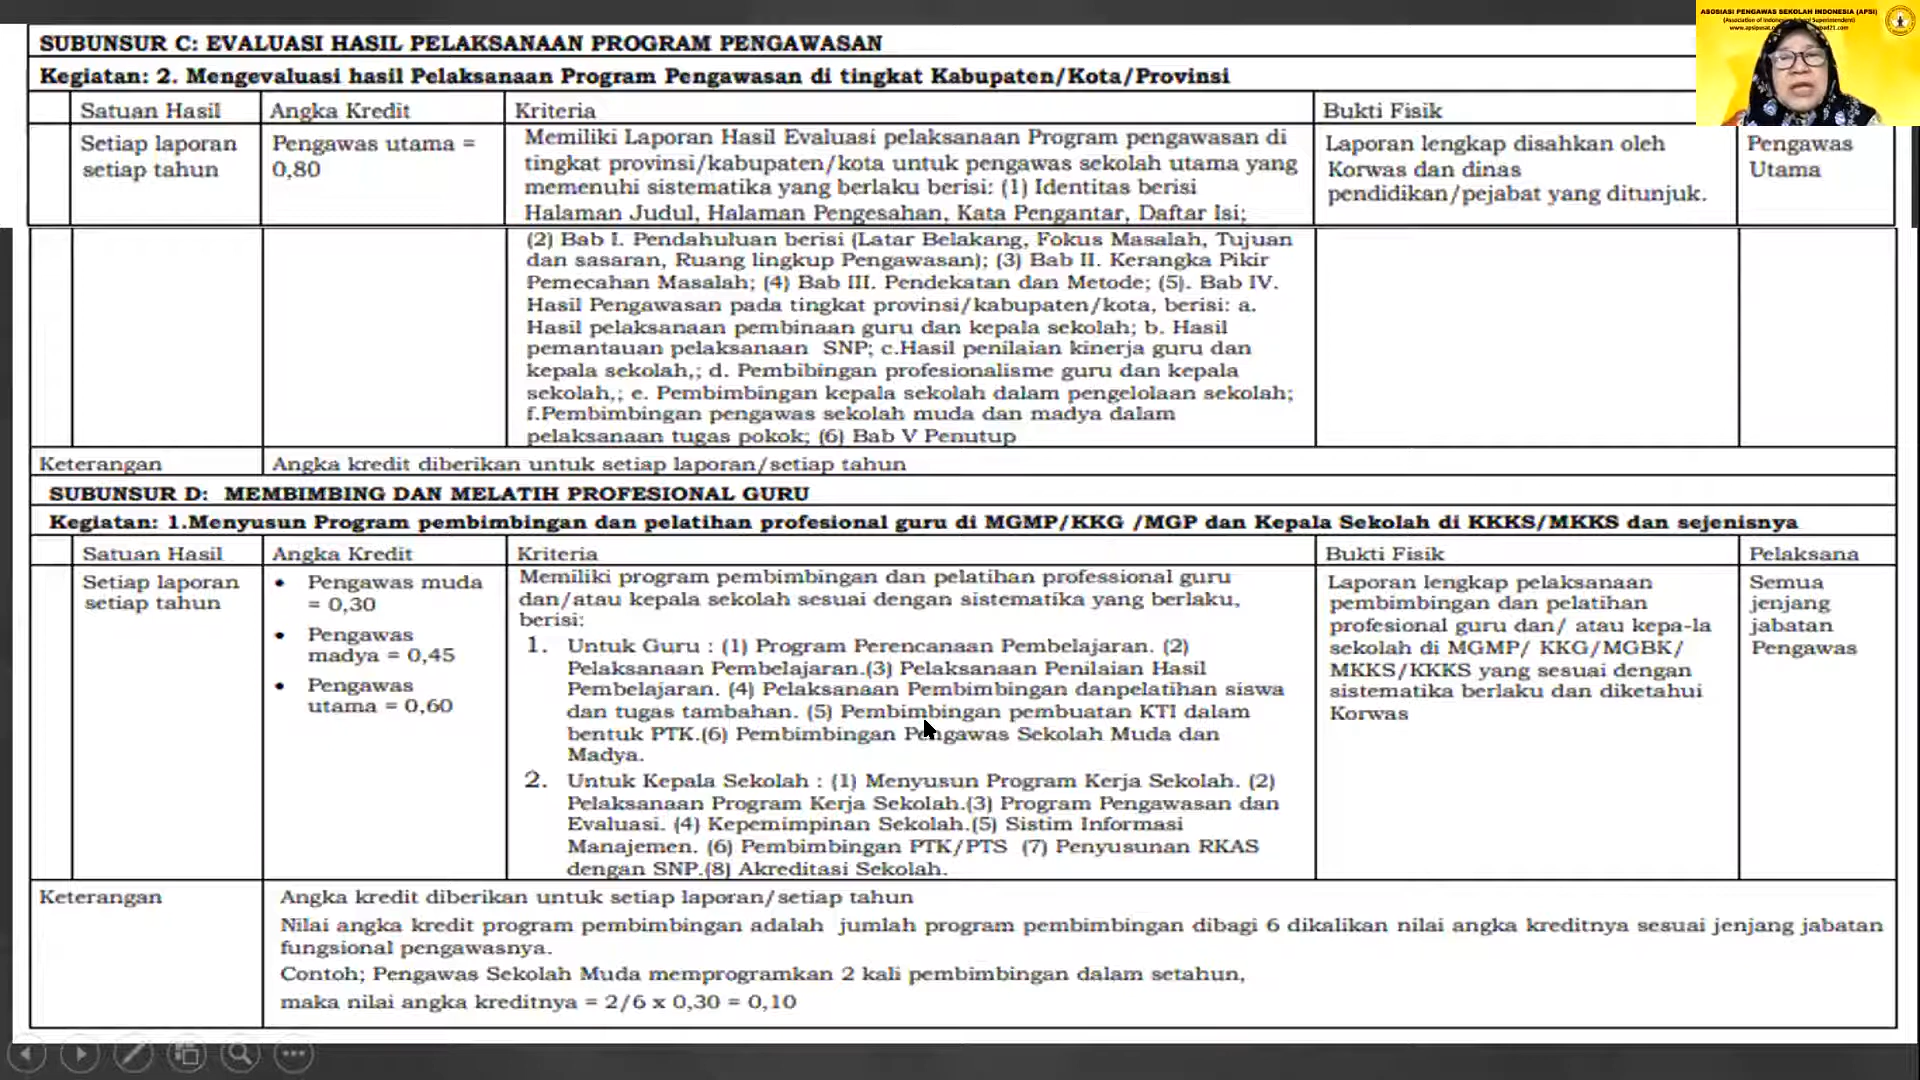 ASOSIASI PENGAWAS SEKOLAH INDONESIA (APSI)
SUBUNSUR C: EVALUASI HASIL PELAKSANAAN PROGRAM PENGAWASAN
Kegiatan: 2. Mengevaluasi hasil Pelaksanaan Program Pengawasan di tingkat Kabupaten/Kota/Provinsi
Satuan Hasil
Angka Kredit
Kriteria
Bukti Fisik
Setiap laporan
setiap tahun
Pengawas utama =
0,80
Memiliki Laporan Hasil Evaluasi pelaksanaan Program pengawasan di
tingkat provinsi/kabupaten/kota untuk pengawas sekolah utama yang
memenuhi sistematika yang berlaku berisi: (1) Identitas berisi
Halaman Judul, Halaman Pengesahan, Kata Pengantar, Daftar Isi;
(2) Bab I. Pendahuluan berisi (Latar Belakang, Fokus Masalah, Tujuan
dan sasaran, Ruang lingkup Pengawasan); (3) Bab II. Kerangka Pikir
Pemecahan Masalah; (4) Bab III. Pendekatan dan Metode; (5). Bab IV.
Hasil Pengawasan pada tingkat provinsi/kabupaten/kota, berisi: a.
Hasil pelaksanaan pembinaan guru dan kepala sekolah; b. Hasil
pemantauan pelaksanaan SNP; c.Hasil penilaian kinerja guru dan
kepala sekolah,; d. Pembibingan profesionalisme guru dan kepala
sekolah,; e. Pembimbingan kepala sekolah dalam pengelolaan sekolah;
f.Pembimbingan pengawas sekolah muda dan madya dalam
pelaksanaan tugas pokok; (6) Bab V Penutup
Laporan lengkap disahkan oleh
Korwas dan dinas
pendidikan/pejabat yang ditunjuk.
Pengawas
Utama
Keterangan
Angka kredit diberikan untuk setiap laporan/setiap tahun
SUBUNSUR D: MEMBIMBING DAN MELATIH PROFESIONAL GURU
Kegiatan: 1.Menyusun Program pembimbingan dan pelatihan profesional guru di MGMP/KKG /MGP dan Kepala Sekolah di KKKS/MKKS dan sejenisnya
Satuan Hasil
Angka Kredit
Kriteria
Bukti Fisik
Pelaksana
Setiap laporan
setiap tahun
• Pengawas muda
= 0,30
• Pengawas
madya = 0,45
• Pengawas
utama = 0,60
Memiliki program pembimbingan dan pelatihan professional guru
dan/atau kepala sekolah sesuai dengan sistematika yang berlaku,
berisi:
1. Untuk Guru : (1) Program Perencanaan Pembelajaran. (2)
Pelaksanaan Pembelajaran.(3) Pelaksanaan Penilaian Hasil
Pembelajaran. (4) Pelaksanaan Pembimbingan danpelatihan siswa
dan tugas tambahan. (5) Pembimbingan pembuatan KTI dalam
bentuk PTK.(6) Pembimbingan Pengawas Sekolah Muda dan
Madya.
2. Untuk Kepala Sekolah : (1) Menyusun Program Kerja Sekolah. (2)
Pelaksanaan Program Kerja Sekolah.(3) Program Pengawasan dan
Evaluasi. (4) Kepemimpinan Sekolah.(5) Sistim Informasi
Manajemen. (6) Pembimbingan PTK/PTS (7) Penyusunan RKAS
dengan SNP.(8) Akreditasi Sekolah.
Laporan lengkap pelaksanaan
pembimbingan dan pelatihan
profesional guru dan/ atau kepa-la
sekolah di MGMP/ KKG/MGBK/
MKKS/KKKS yang sesuai dengan
sistematika berlaku dan diketahui
Korwas
Semua
jenjang
jabatan
Pengawas
Keterangan
Angka kredit diberikan untuk setiap laporan/setiap tahun
Nilai angka kredit program pembimbingan adalah jumlah program pembimbingan dibagi 6 dikalikan nilai angka kreditnya sesuai jenjang jabatan
fungsional pengawasnya.
Contoh; Pengawas Sekolah Muda memprogramkan 2 kali pembimbingan dalam setahun,
maka nilai angka kreditnya = 2/6 x 0,30 = 0,10